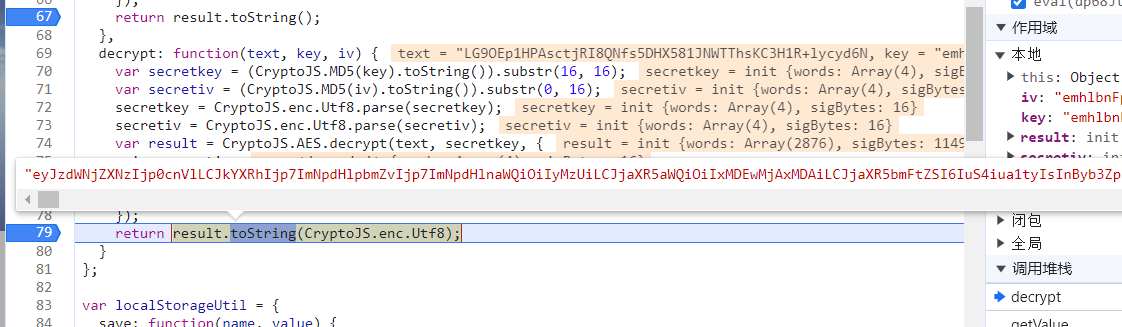 });
67 return result.toString();
68 },
69 decrypt: function(text, key, iv) { text = "LG9OEp1HPAsctjRI8QNfs5DHX581JNWTThsKC3H1R+lycyd6N, key = "emh
70 var secretkey = (CryptoJS.MD5(key).toString()).substr(16, 16); secretkey = init {words: Array(4), sigB
71 var secretiv = (CryptoJS.MD5(iv).toString()).substr(0, 16); secretiv = init {words: Array(4), sigBytes
72 secretkey = CryptoJS.enc.Utf8.parse(secretkey); secretkey = init {words: Array(4), sigBytes: 16}
73 secretiv = CryptoJS.enc.Utf8.parse(secretiv); secretiv = init {words: Array(4), sigBytes: 16}
74 var result = CryptoJS.AES.decrypt(text, secretkey, { result = init {words: Array(2876), sigBytes: 1149
"eyJzdWNjZXNzIjp0cnVlLCJkYXRhIjp7ImNpdHlpbmZvIjp7ImNpdHlnaWQiOiIyMzUiLCJjaXR5aWQiOiIxMDEwMjAxMDAiLCJjaXR5bmFtZSI6IuS4iua1tyIsInByb3Zp
78 });
79 return result.toString(CryptoJS.enc.Utf8);
80 }
81 };
82
83 var localStorageUtil = {
84 save: function(name, value) {
作用域
本地
this: Object
iv: "emhlbnFp
key: "emhlbn
result: init
闭包
全局
调用堆栈
decrypt
getValue